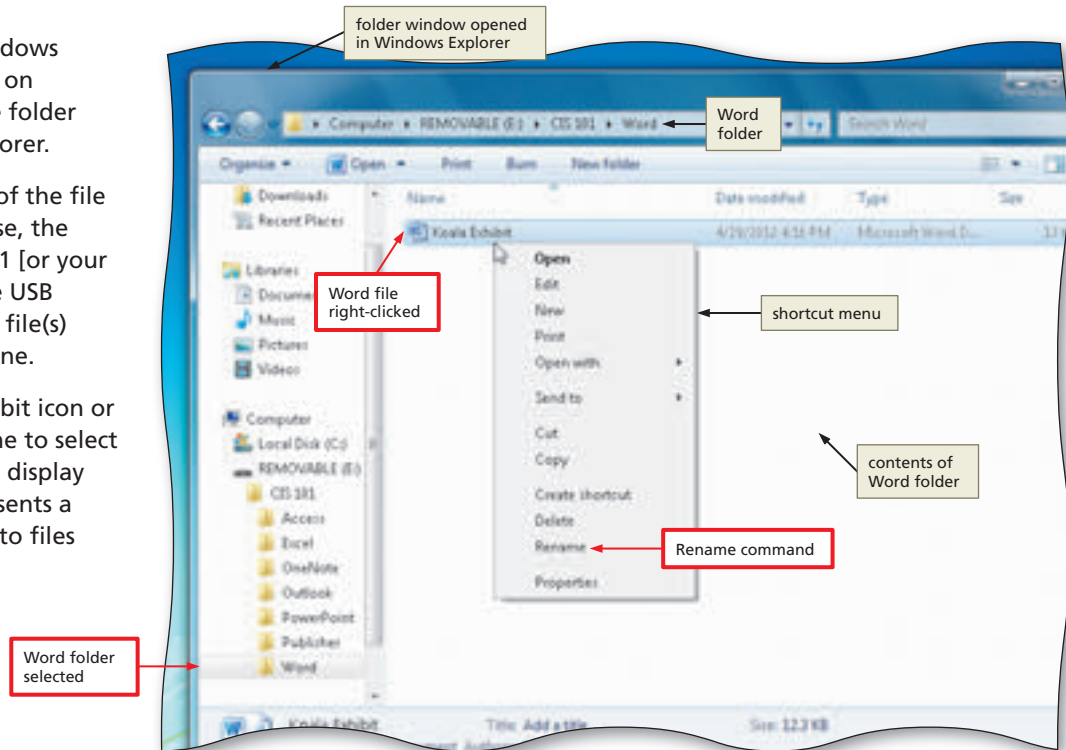 dows
on
folder
orer.
of the file
se, the
1 [or your
e USB
file(s)
ne.
bit icon or
ne to select
display
sents a
to files
folder window opened
in Windows Explorer
Computer REMOVABLE (E:) CIS 101 Word
Word
folder
Search Word
Organize Open Print Burn New folder
Downloads
Recent Places
Libraries
Docume
Music
Pictures
Videos
Computer
Local Disk (C:)
REMOVABLE (E:)
CIS 101
Access
Excel
OneNote
Outlook
PowerPoint
Publisher
Word
Name Date modified Type Size
Koala Exhibit 4/29/2012 4:16 PM Microsoft Word D...
Word file
right-clicked
Open
Edit
New
Print
Open with
Send to
Cut
Copy
Create shortcut
Delete
Rename
Properties
shortcut menu
contents of
Word folder
Rename command
Word folder
selected
Koala Exhibit Title: Add a title Size: 12.3 KB